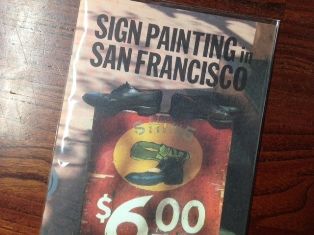 SIGN PAINTING in
SAN FRANCISCO
$6.00